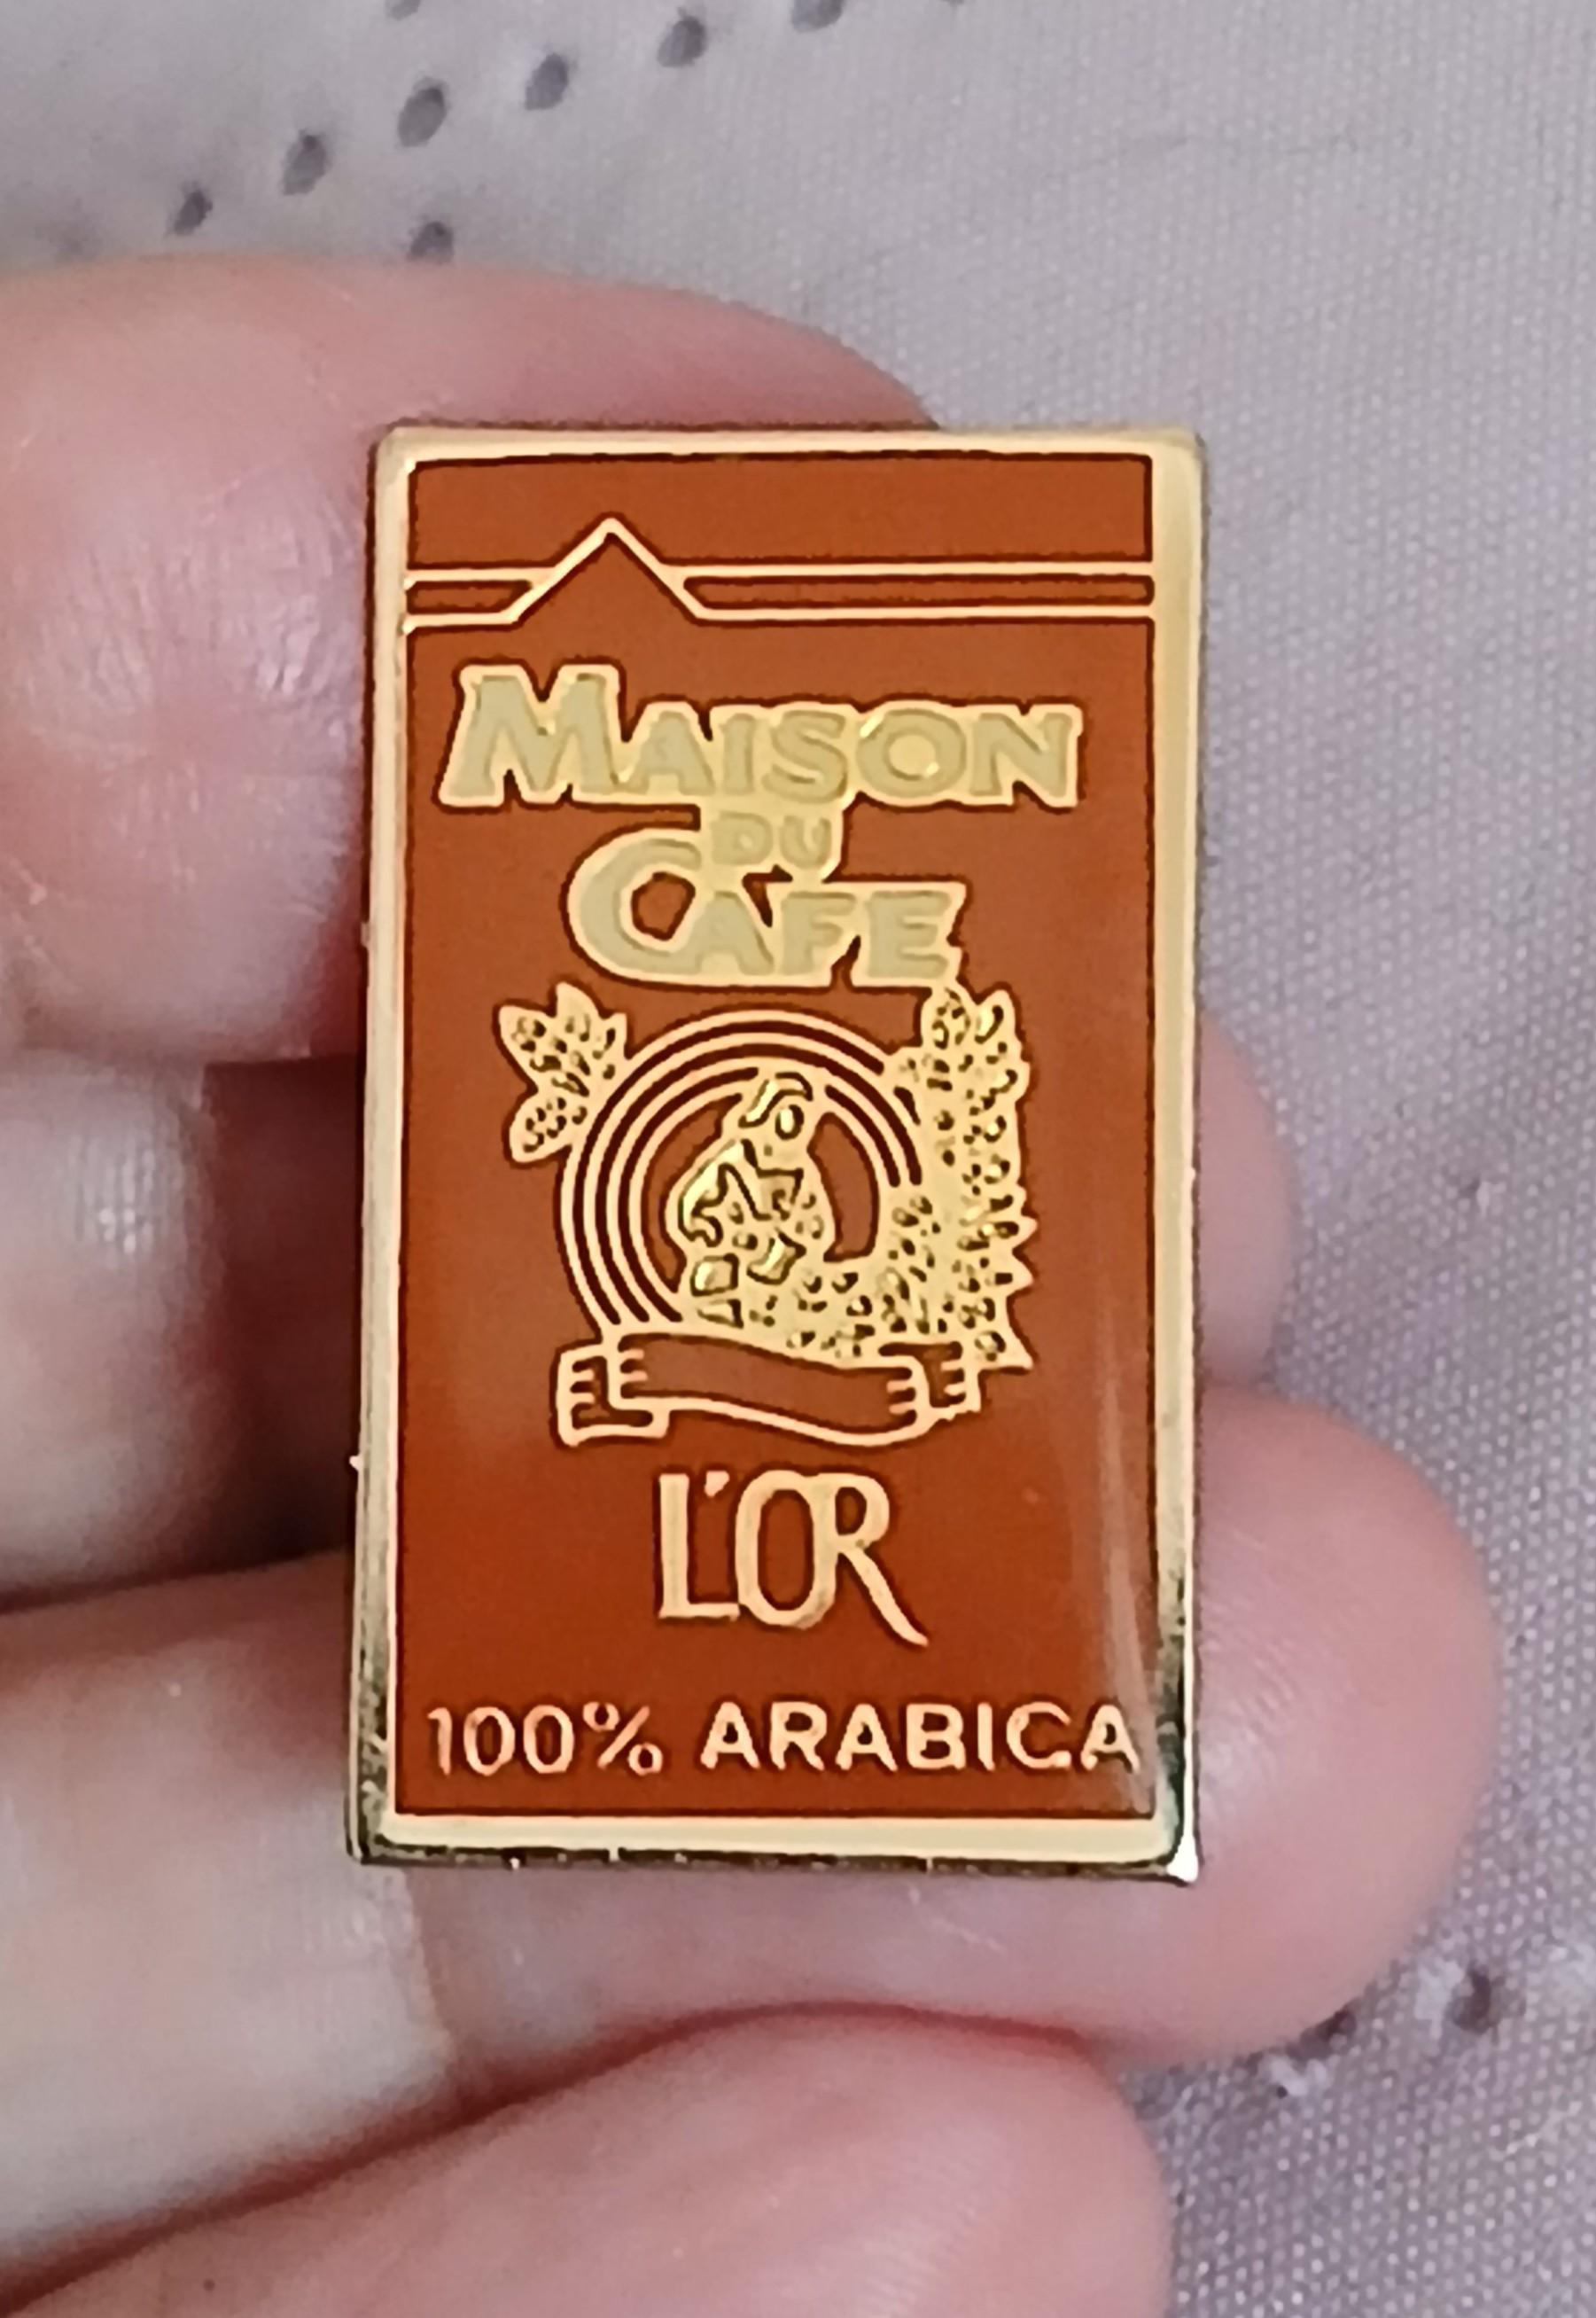 MAISON
DU
CAFE
L'OR
100% ARABICA